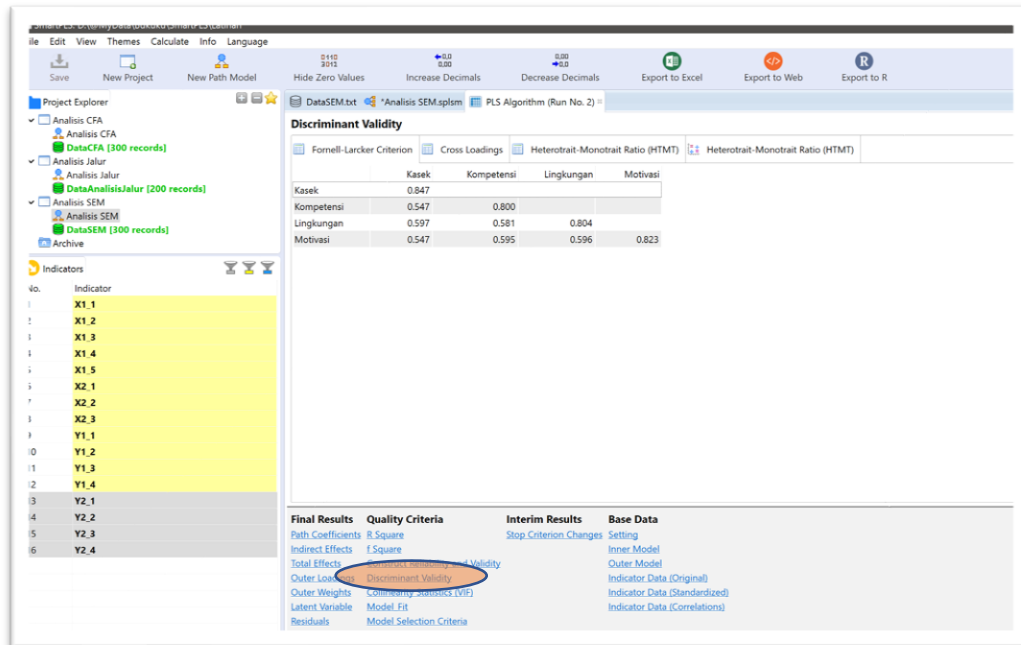 ile Edit View Themes Calculate Info Language
Save New Project New Path Model Hide Zero Values Increase Decimals Decrease Decimals Export to Excel Export to Web Export to R
Project Explorer
Analisis CFA
Analisis CFA
DataCFA [300 records]
Analisis Jalur
Analisis Jalur
DataAnalisisJalur [200 records]
Analisis SEM
Analisis SEM
DataSEM [300 records]
Archive
Indicators
No. Indicator
X1_1
X1_2
X1_3
X1_4
X1_5
X2_1
X2_2
X2_3
Y1_1
10 Y1_2
11 Y1_3
12 Y1_4
13 Y2_1
14 Y2_2
15 Y2_3
16 Y2_4
DataSEM.txt *Analisis SEM.splsm PLS Algorithm (Run No. 2)
Discriminant Validity
Fornell-Larcker Criterion Cross Loadings Heterotrait-Monotrait Ratio (HTMT) Heterotrait-Monotrait Ratio (HTMT)
Kasek Kompetensi Lingkungan Motivasi
Kasek 0.847
Kompetensi 0.547 0.800
Lingkungan 0.597 0.581 0.804
Motivasi 0.547 0.595 0.596 0.823
Final Results Quality Criteria Interim Results Base Data
Path Coefficients R Square Stop Criterion Changes Setting
Indirect Effects f Square Inner Model
Total Effects Construct Reliability and Validity Outer Model
Outer Loadings Discriminant Validity Indicator Data (Original)
Outer Weights Collinearity Statistics (VIF) Indicator Data (Standardized)
Latent Variable Model Fit Indicator Data (Correlations)
Residuals Model Selection Criteria